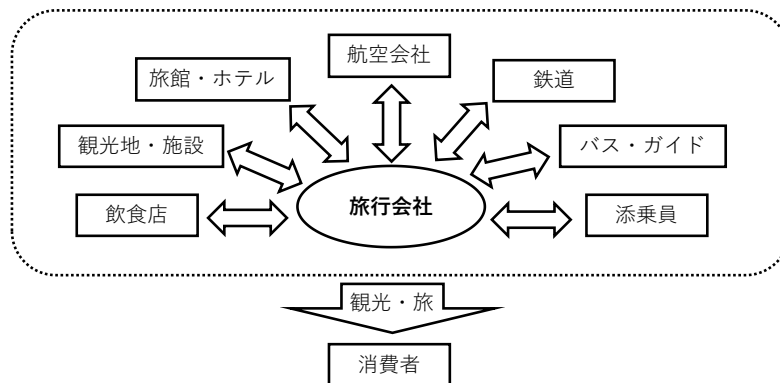 航空会社
旅館・ホテル
鉄道
観光地・施設
バス・ガイド
飲食店
旅行会社
添乗員
観光・旅
消費者